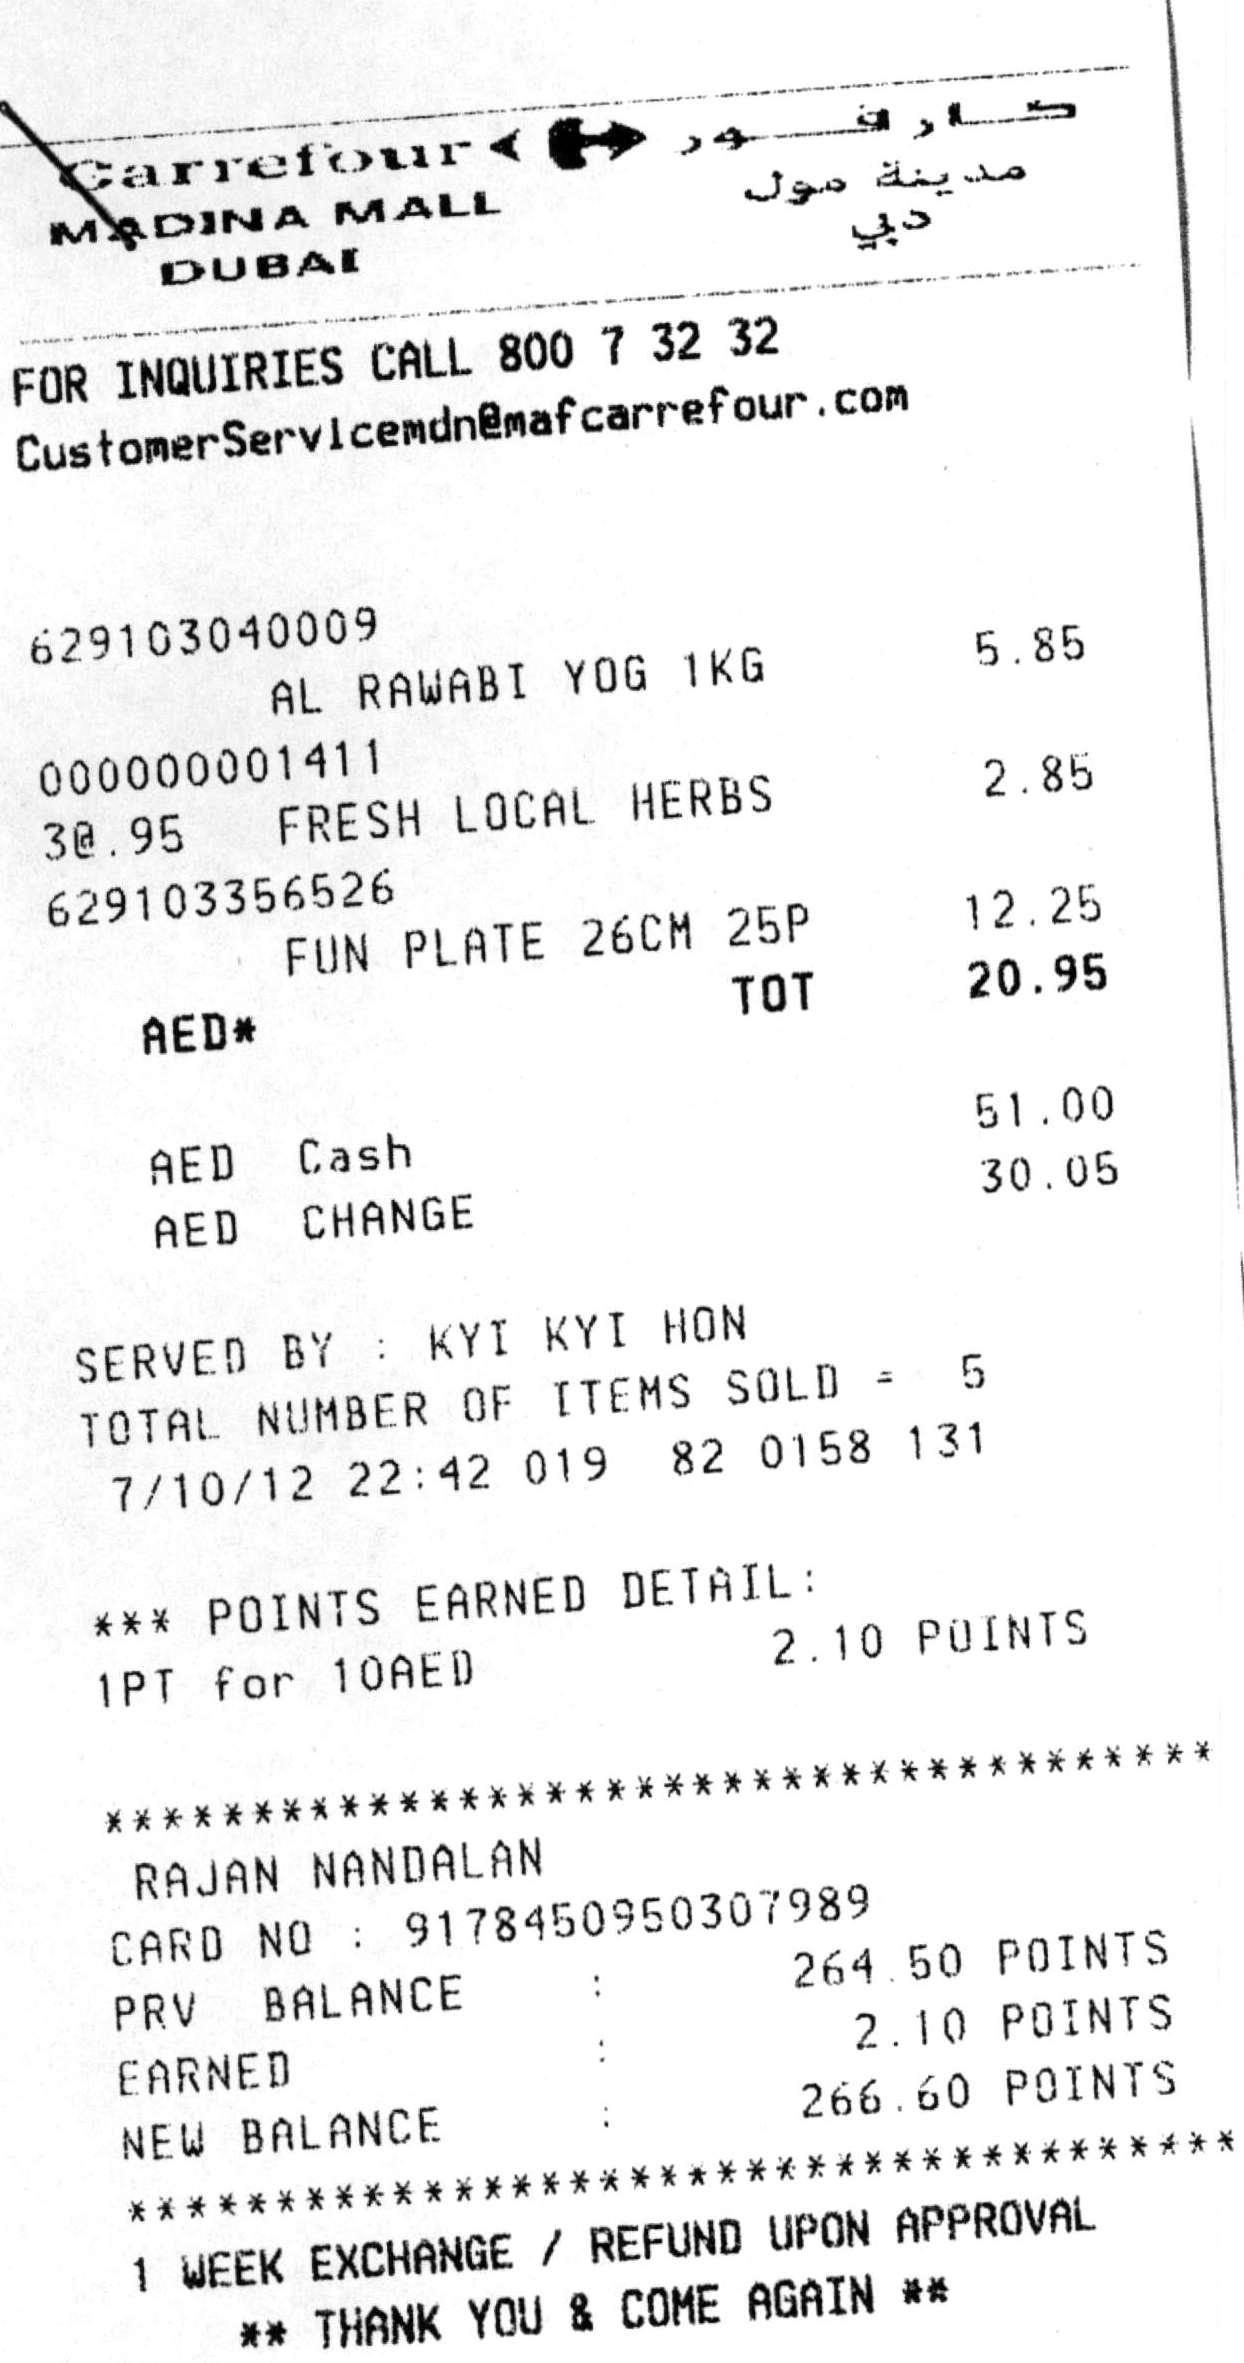 Carrefour كارفور
MADINA MALL مدينة مول
DUBAI دبي
FOR INQUIRIES CALL 800 7 32 32
CustomerServicemdn@mafcarrefour.com
629103040009
AL RAWABI YOG 1KG 5.85
000000001411
3@.95 FRESH LOCAL HERBS 2.85
629103356526
FUN PLATE 26CM 25P 12.25
AED* TOT 20.95
AED Cash 51.00
AED CHANGE 30.05
SERVED BY : KYI KYI HON
TOTAL NUMBER OF ITEMS SOLD = 5
7/10/12 22:42 019 82 0158 131
*** POINTS EARNED DETAIL:
1PT for 10AED 2.10 POINTS
**************************************
RAJAN NANDALAN
CARD NO : 9178450950307989
PRV BALANCE : 264.50 POINTS
EARNED : 2.10 POINTS
NEW BALANCE : 266.60 POINTS
**************************************
1 WEEK EXCHANGE / REFUND UPON APPROVAL
** THANK YOU & COME AGAIN **